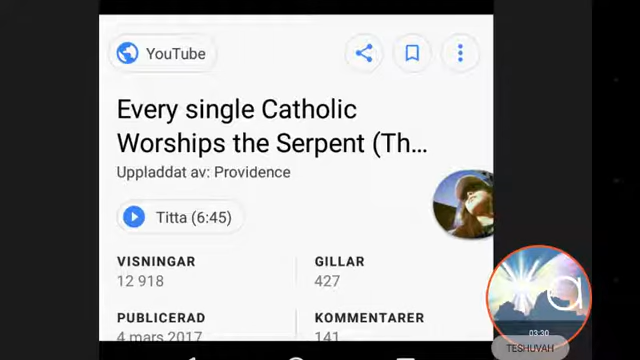 YouTube
Every single Catholic
Worships the Serpent (Th...
Uppladdat av: Providence
Titta (6:45)
VISNINGAR
12 918
GILLAR
427
PUBLICERAD
4 mars 2017
KOMMENTARER
141
03:30
TESHUVAH